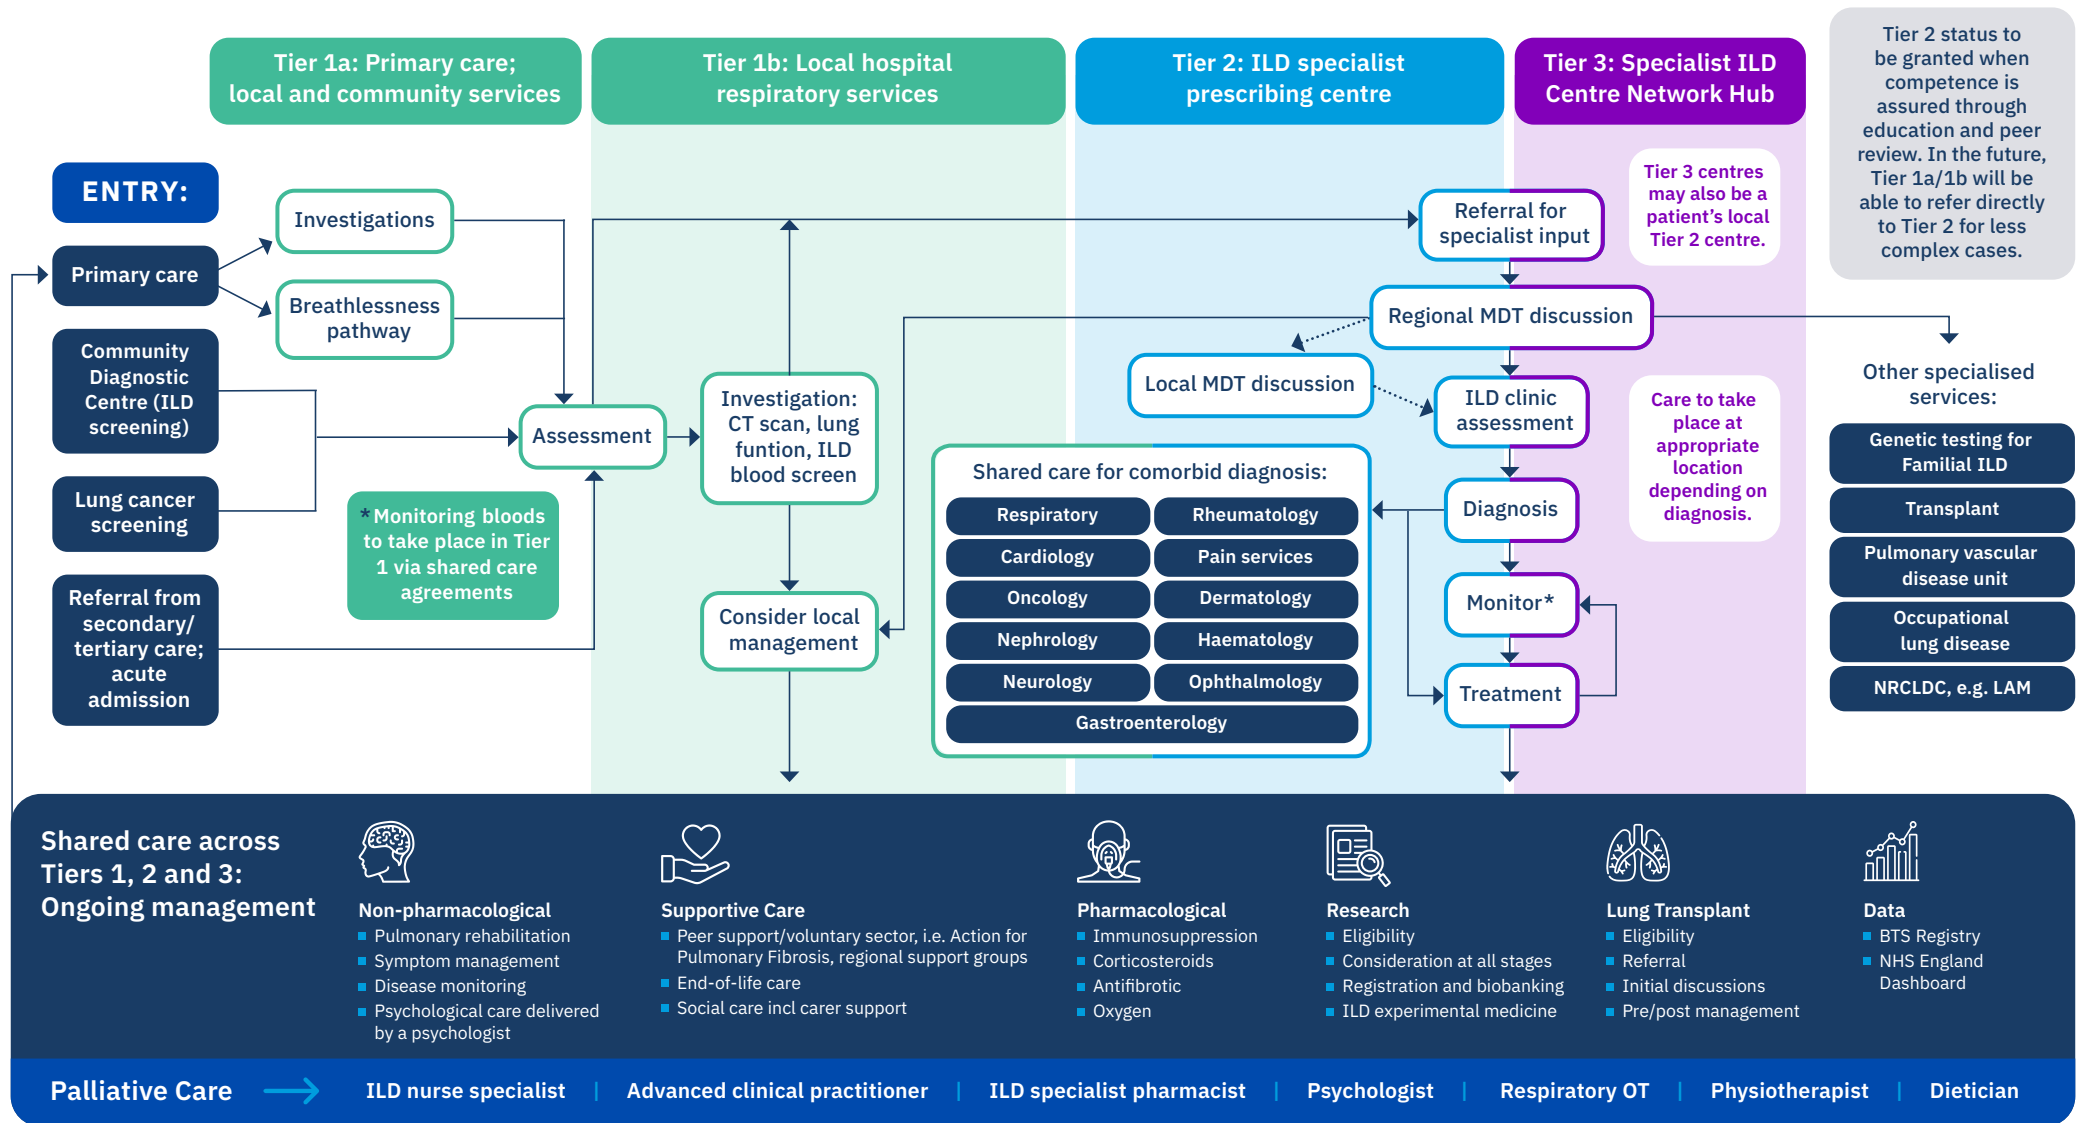 Tier 1a: Primary care;
local and community services
Tier 1b: Local hospital
respiratory services
Tier 2: ILD specialist
prescribing centre
Tier 3: Specialist ILD
Centre Network Hub
Tier 2 status to
be granted when
competence is
assured through
education and peer
review. In the future,
Tier 1a/1b will be
able to refer directly
to Tier 2 for less
complex cases.
ENTRY:
Primary care
Community
Diagnostic
Centre (ILD
screening)
Lung cancer
screening
Referral from
secondary/
tertiary care;
acute
admission
Investigations
Breathlessness
pathway
Assessment
*Monitoring bloods
to take place in Tier
1 via shared care
agreements
Investigation:
CT scan, lung
funtion, ILD
blood screen
Consider local
management
Referral for
specialist input
Regional MDT discussion
Local MDT discussion
ILD clinic
assessment
Diagnosis
Monitor*
Treatment
Shared care for comorbid diagnosis:
Respiratory
Rheumatology
Cardiology
Pain services
Oncology
Dermatology
Nephrology
Haematology
Neurology
Ophthalmology
Gastroenterology
Tier 3 centres
may also be a
patient's local
Tier 2 centre.
Care to take
place at
appropriate
location
depending on
diagnosis.
Other specialised
services:
Genetic testing for
Familial ILD
Transplant
Pulmonary vascular
disease unit
Occupational
lung disease
NRCLDC, e.g. LAM
Shared care across
Tiers 1, 2 and 3:
Ongoing management
Non-pharmacological
Pulmonary rehabilitation
Symptom management
Disease monitoring
Psychological care delivered
by a psychologist
Supportive Care
Peer support/voluntary sector, i.e. Action for
Pulmonary Fibrosis, regional support groups
End-of-life care
Social care incl carer support
Pharmacological
Immunosuppression
Corticosteroids
Antifibrotic
Oxygen
Research
Eligibility
Consideration at all stages
Registration and biobanking
ILD experimental medicine
Lung Transplant
Eligibility
Referral
Initial discussions
Pre/post management
Data
BTS Registry
NHS England
Dashboard
Palliative Care
ILD nurse specialist | Advanced clinical practitioner | ILD specialist pharmacist | Psychologist | Respiratory OT | Physiotherapist | Dietician